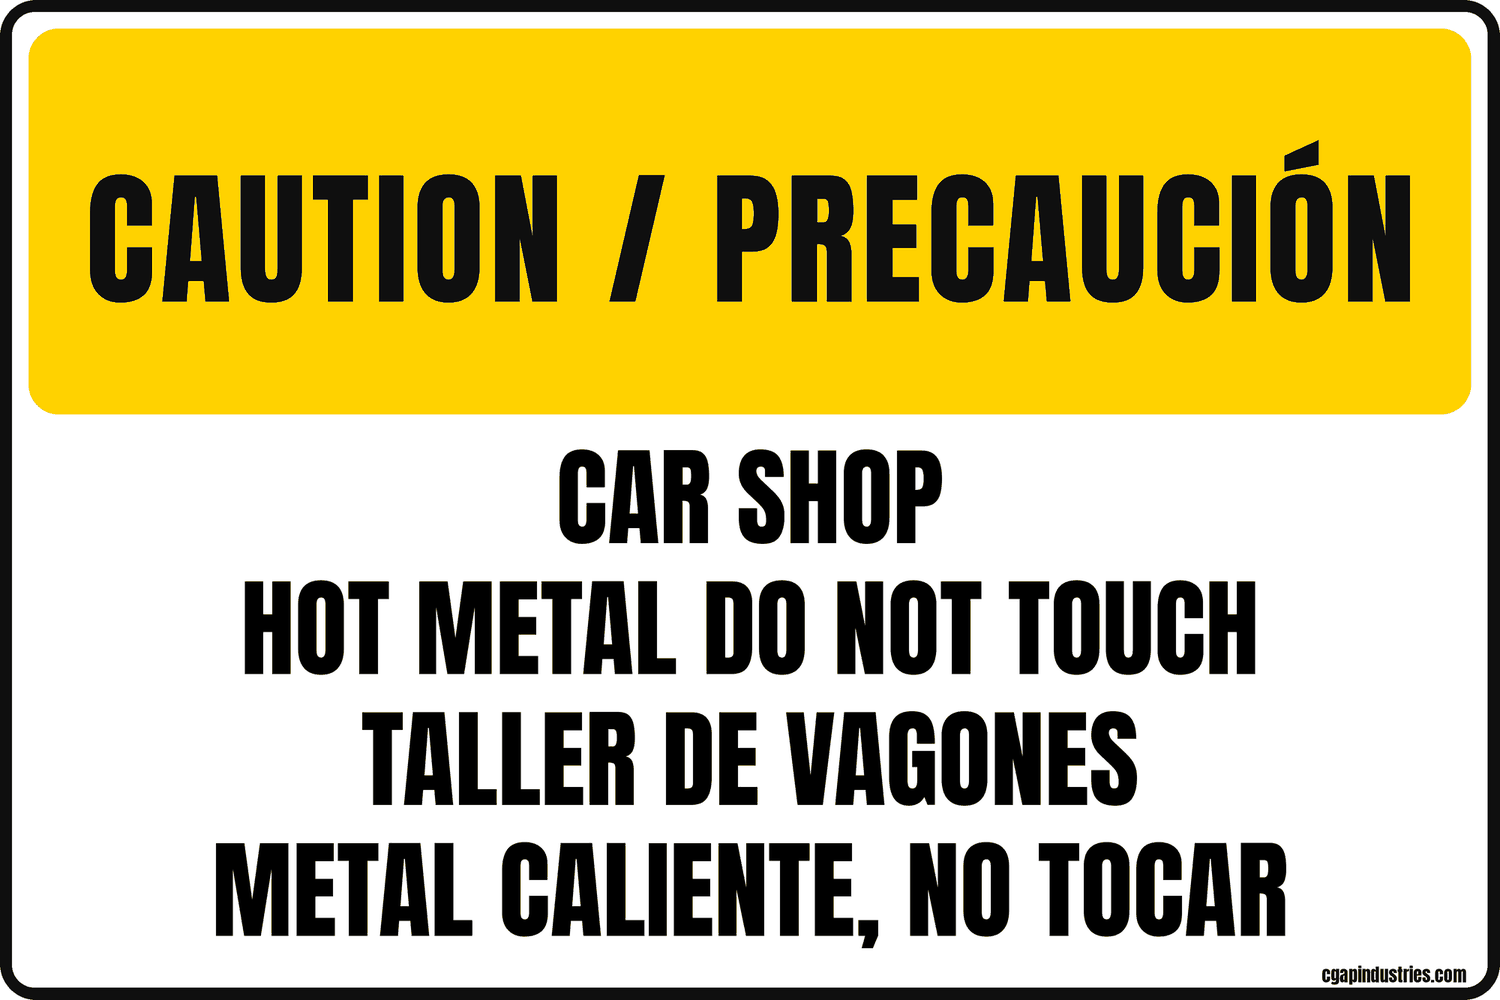 CAUTION / PRECAUCIÓN
CAR SHOP
HOT METAL DO NOT TOUCH
TALLER DE VAGONES
METAL CALIENTE, NO TOCAR
cgapindustries.com